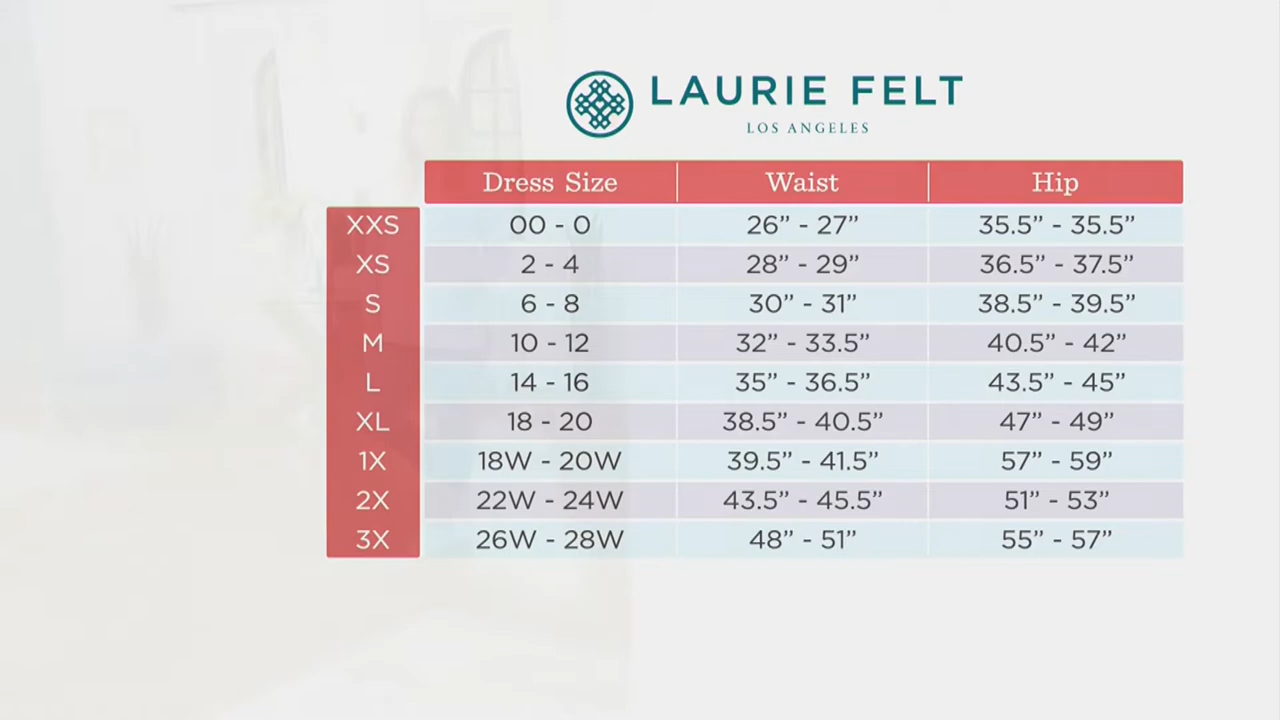 LAURIE FELT
LOS ANGELES
Dress Size Waist Hip
XXS 00 - 0 26” - 27” 35.5” - 35.5”
XS 2 - 4 28” - 29” 36.5” - 37.5”
S 6 - 8 30” - 31” 38.5” - 39.5”
M 10 - 12 32” - 33.5” 40.5” - 42”
L 14 - 16 35” - 36.5” 43.5” - 45”
XL 18 - 20 38.5” - 40.5” 47” - 49”
1X 18W - 20W 39.5” - 41.5” 57” - 59”
2X 22W - 24W 43.5” - 45.5” 51” - 53”
3X 26W - 28W 48” - 51” 55” - 57”